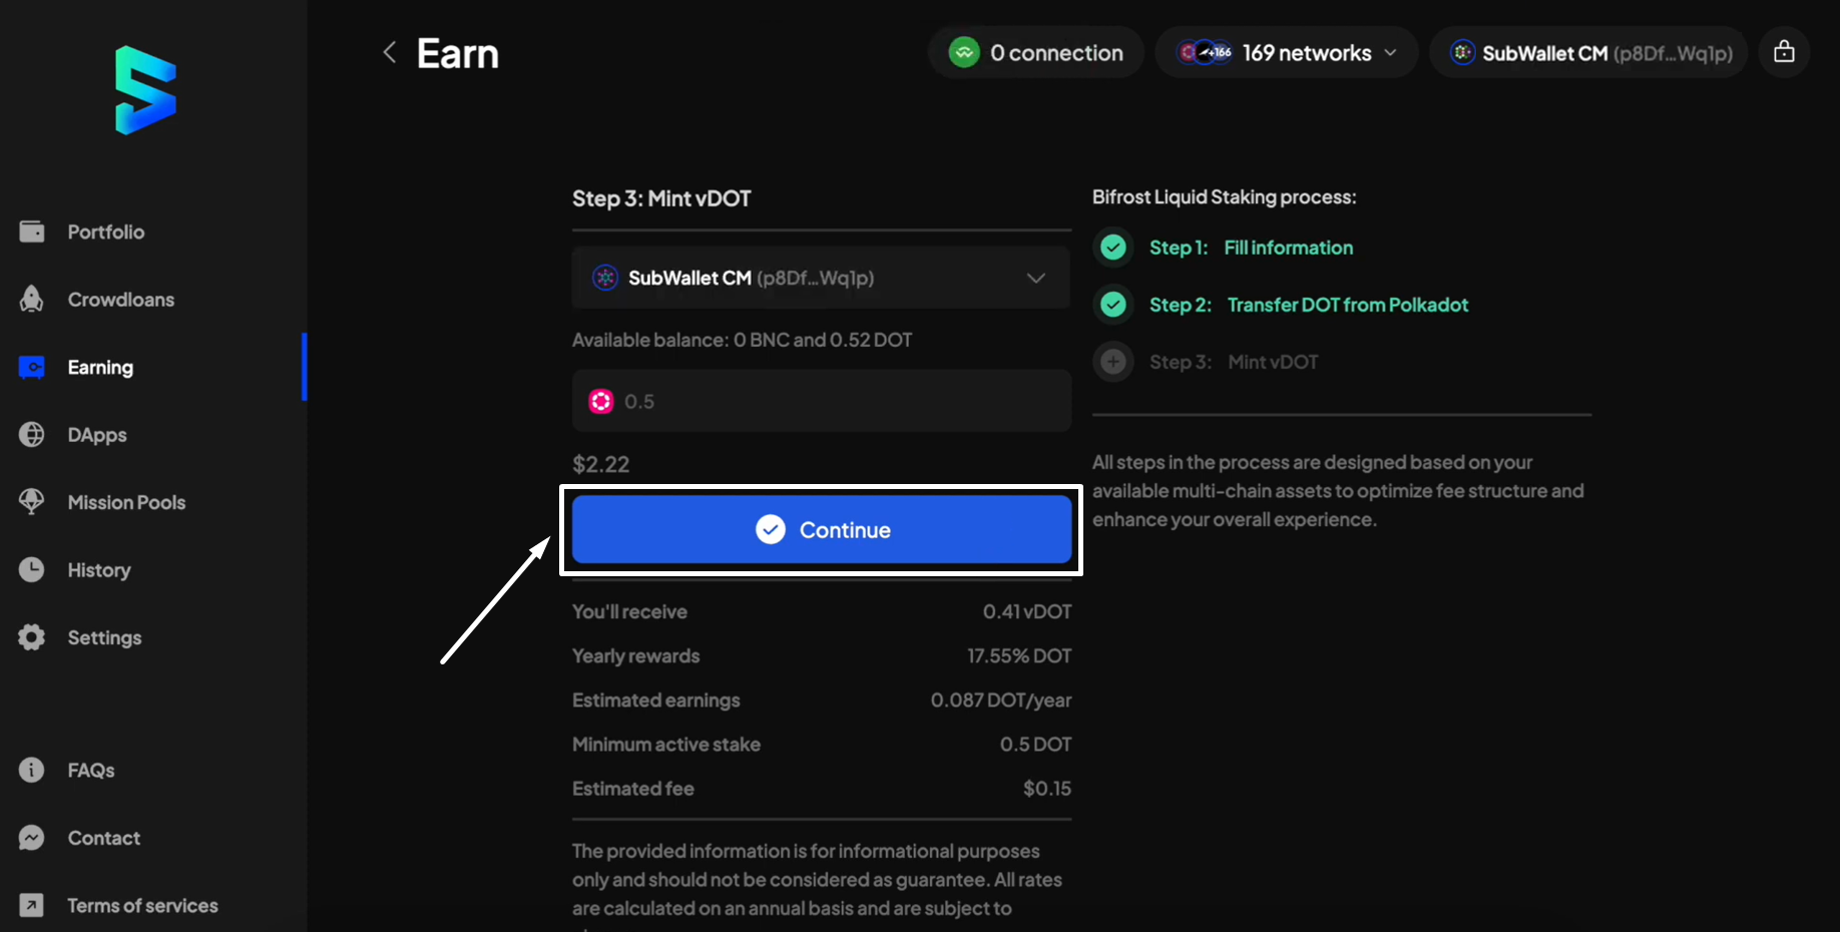 Earn
0 connection
+166 169 networks
SubWallet CM (p8Df...Wq1p)
Portfolio
Crowdloans
Earning
DApps
Mission Pools
History
Settings
FAQs
Contact
Terms of services
Step 3: Mint vDOT
SubWallet CM (p8Df...Wq1p)
Available balance: 0 BNC and 0.52 DOT
0.5
$2.22
Continue
You'll receive 0.41 vDOT
Yearly rewards 17.55% DOT
Estimated earnings 0.087 DOT/year
Minimum active stake 0.5 DOT
Estimated fee $0.15
The provided information is for informational purposes
only and should not be considered as guarantee. All rates
are calculated on an annual basis and are subject to
Bifrost Liquid Staking process:
Step 1: Fill information
Step 2: Transfer DOT from Polkadot
Step 3: Mint vDOT
All steps in the process are designed based on your
available multi-chain assets to optimize fee structure and
enhance your overall experience.